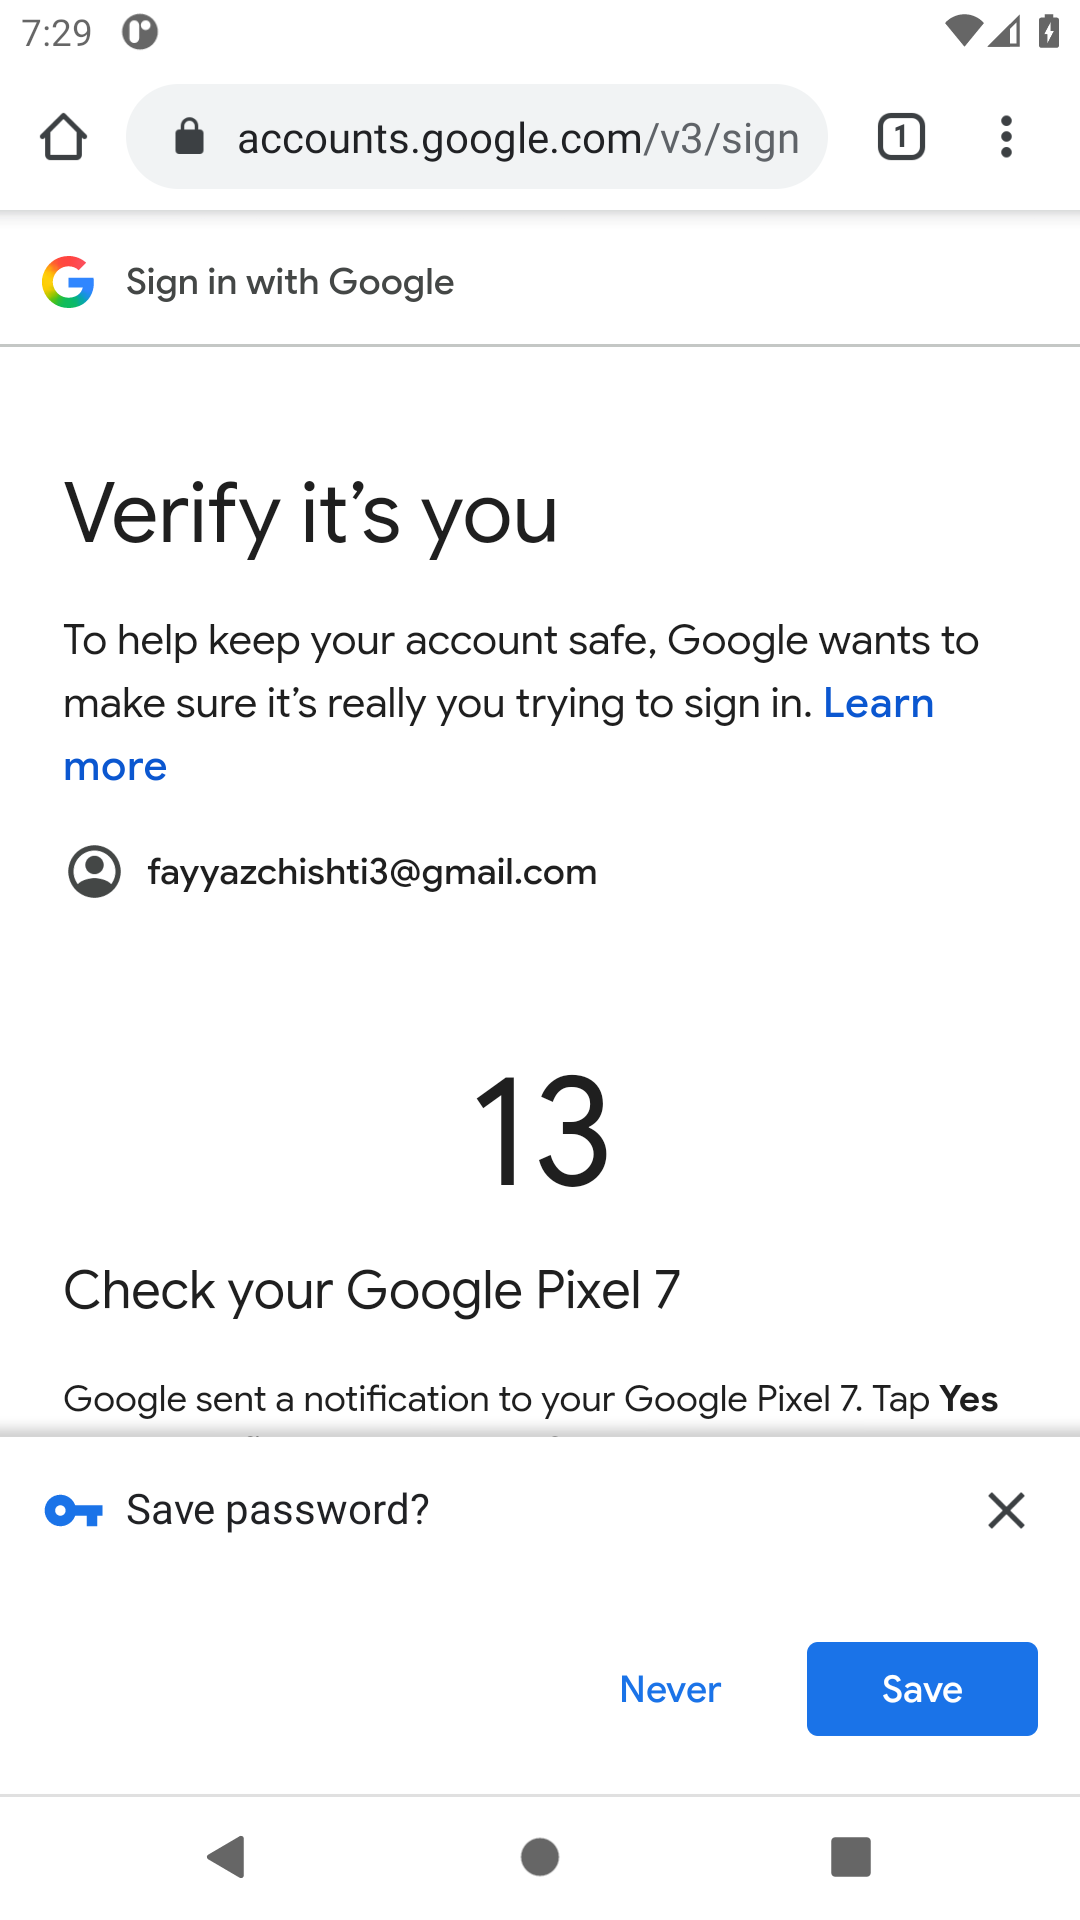 7:29
accounts.google.com/v3/sign
1
Sign in with Google
Verify it’s you
To help keep your account safe, Google wants to
make sure it’s really you trying to sign in. Learn
more
fayyazchishti3@gmail.com
13
Check your Google Pixel 7
Google sent a notification to your Google Pixel 7. Tap Yes
Save password?
Never
Save